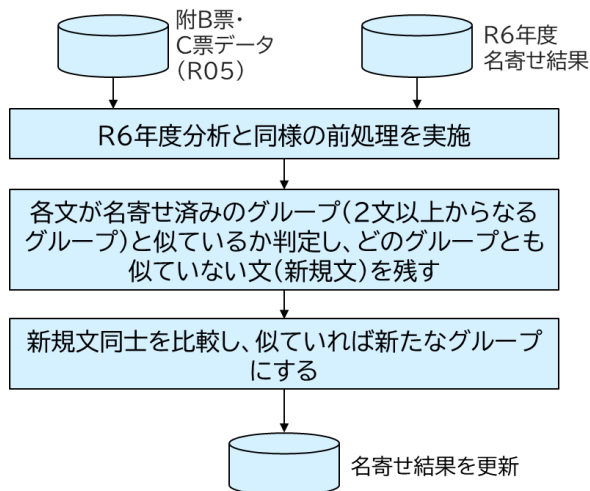 附B票・
C票データ
(R05)
R6年度
名寄せ結果
R6年度分析と同様の前処理を実施
各文が名寄せ済みのグループ(2文以上からなる
グループ)と似ているか判定し、どのグループとも
似ていない文(新規文)を残す
新規文同士を比較し、似ていれば新たなグループ
にする
名寄せ結果を更新